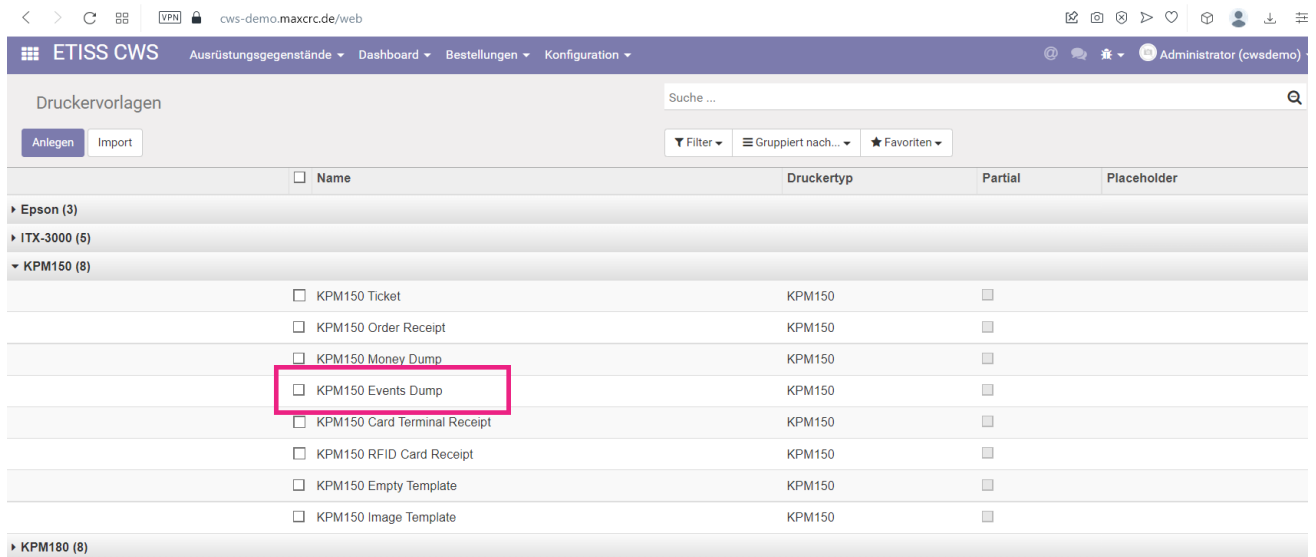 VPN cws-demo.maxcrc.de/web
ETISS CWS Ausrüstungsgegenstände Dashboard Bestellungen Konfiguration @ Administrator (cwsdemo)
Druckervorlagen Suche ...
Anlegen Import Filter Gruppiert nach... Favoriten
Name Druckertyp Partial Placeholder
Epson (3)
ITX-3000 (5)
KPM150 (8)
KPM150 Ticket KPM150
KPM150 Order Receipt KPM150
KPM150 Money Dump KPM150
KPM150 Events Dump KPM150
KPM150 Card Terminal Receipt KPM150
KPM150 RFID Card Receipt KPM150
KPM150 Empty Template KPM150
KPM150 Image Template KPM150
KPM180 (8)